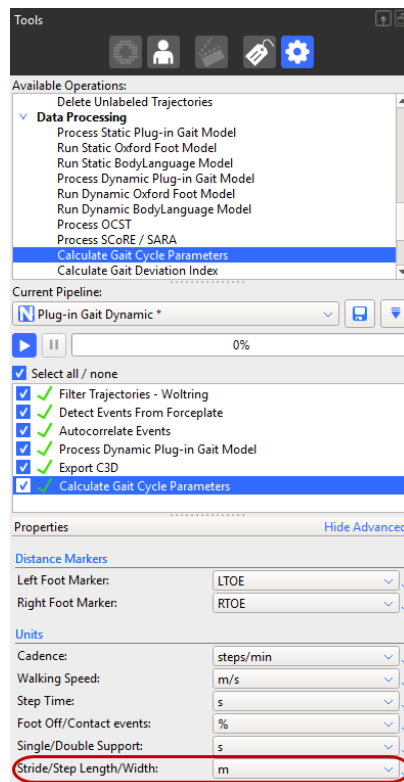 Tools
Available Operations:
Delete Unlabeled Trajectories
Data Processing
Process Static Plug-in Gait Model
Run Static Oxford Foot Model
Run Static BodyLanguage Model
Process Dynamic Plug-in Gait Model
Run Dynamic Oxford Foot Model
Run Dynamic BodyLanguage Model
Process OCST
Process SCoRE / SARA
Calculate Gait Cycle Parameters
Calculate Gait Deviation Index
Current Pipeline:
N Plug-in Gait Dynamic *
0%
Select all / none
Filter Trajectories - Woltring
Detect Events From Forceplate
Autocorrelate Events
Process Dynamic Plug-in Gait Model
Export C3D
Calculate Gait Cycle Parameters
Properties Hide Advanced
Distance Markers
Left Foot Marker: LTOE
Right Foot Marker: RTOE
Units
Cadence: steps/min
Walking Speed: m/s
Step Time: s
Foot Off/Contact events: %
Single/Double Support: s
Stride/Step Length/Width: m